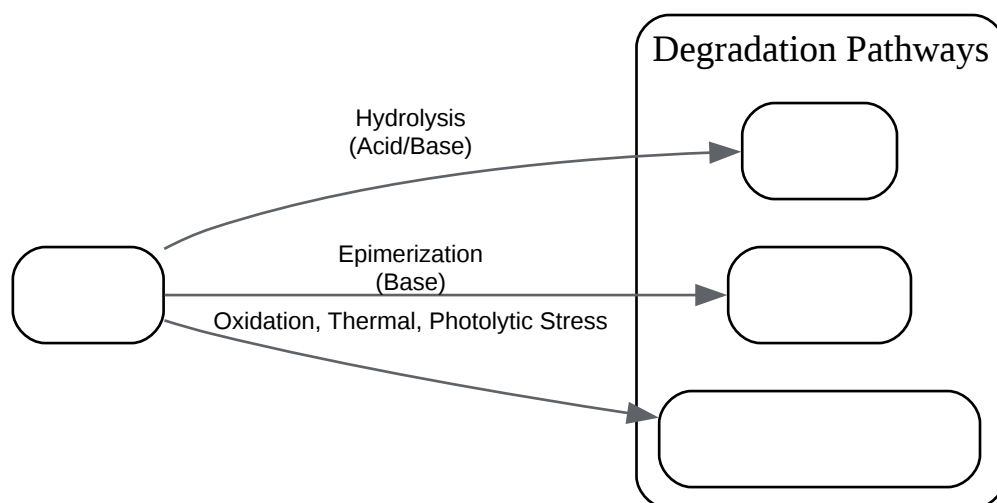 Degradation Pathways
Hydrolysis
(Acid/Base)
Epimerization
(Base)
Oxidation, Thermal, Photolytic Stress